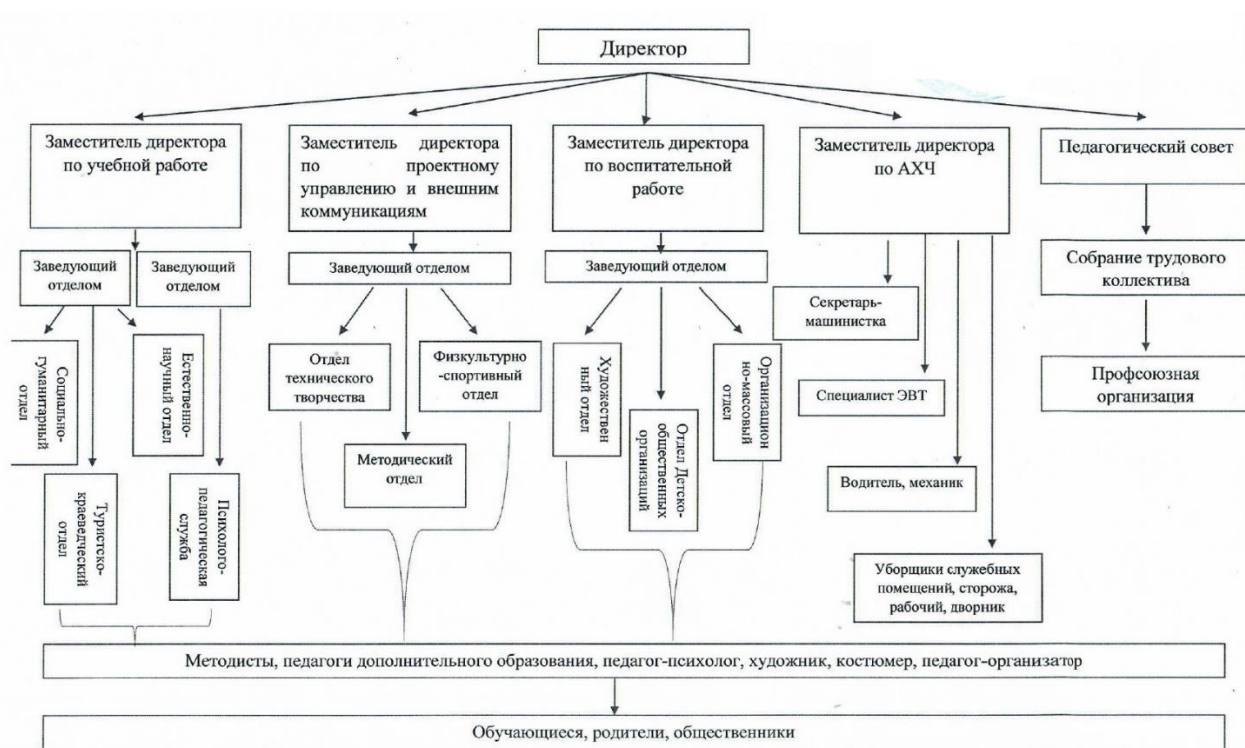 Директор
Заместитель директора
по учебной работе
Заместитель директора
по проектному
управлению и внешним
коммуникациям
Заместитель директора
по воспитательной
работе
Заместитель директора
по АХЧ
Педагогический совет
Заведующий
отделом
Заведующий
отделом
Заведующий отделом
Заведующий отделом
Собрание трудового
коллектива
Секретарь-
машинистка
Социально-
гуманитарный
отдел
Естественно-
научный отдел
Отдел
технического
творчества
Физкультурно
-спортивный
отдел
Художествен
ный отдел
Организацион
но-массовый
отдел
Специалист ЭВТ
Профсоюзная
организация
Методический
отдел
Отдел Детско-
общественных
организаций
Водитель, механик
Туристско-
краеведческий
отдел
Психолого-
педагогическая
служба
Уборщики служебных
помещений, сторожа,
рабочий, дворник
Методисты, педагоги дополнительного образования, педагог-психолог, художник, костюмер, педагог-организатор
Обучающиеся, родители, общественники